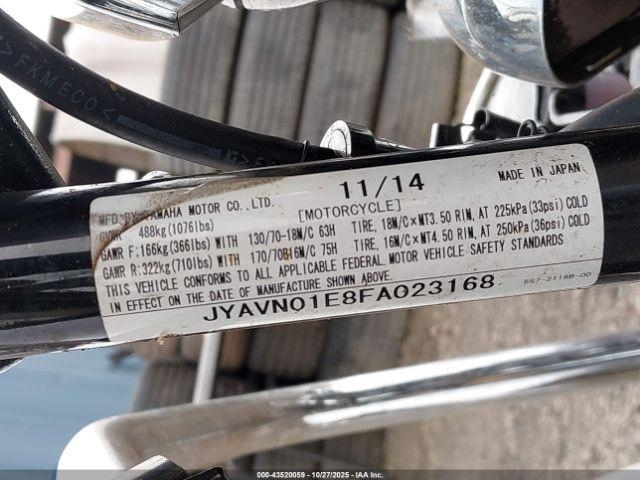 >FKMECO<
11/14
MADE IN JAPAN
MFD. BY YAMAHA MOTOR CO., LTD.
[MOTORCYCLE]
GVWR 488kg(1076lbs)
GAWR F:166kg(366lbs) WITH 130/70-18M/C 63H TIRE, 18M/C×MT3.50 RIM, AT 225kPa(33psi) COLD
GAWR R:322kg(710lbs) WITH 170/70B16M/C 75H TIRE, 16M/C×MT4.50 RIM, AT 250kPa(36psi) COLD
THIS VEHICLE CONFORMS TO ALL APPLICABLE FEDERAL MOTOR VEHICLE SAFETY STANDARDS
IN EFFECT ON THE DATE OF MANUFACTURE SHOWN ABOVE.
JYAVN01E8FA023168
5S7-2118B-00
000-43520059 - 10/27/2025 - IAAI.COM